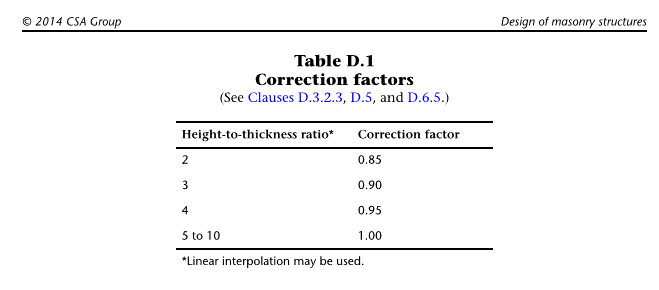 © 2014 CSA Group Design of masonry structures
Table D.1
Correction factors
(See Clauses D.3.2.3, D.5, and D.6.5.)
Height-to-thickness ratio* Correction factor
2 0.85
3 0.90
4 0.95
5 to 10 1.00
*Linear interpolation may be used.